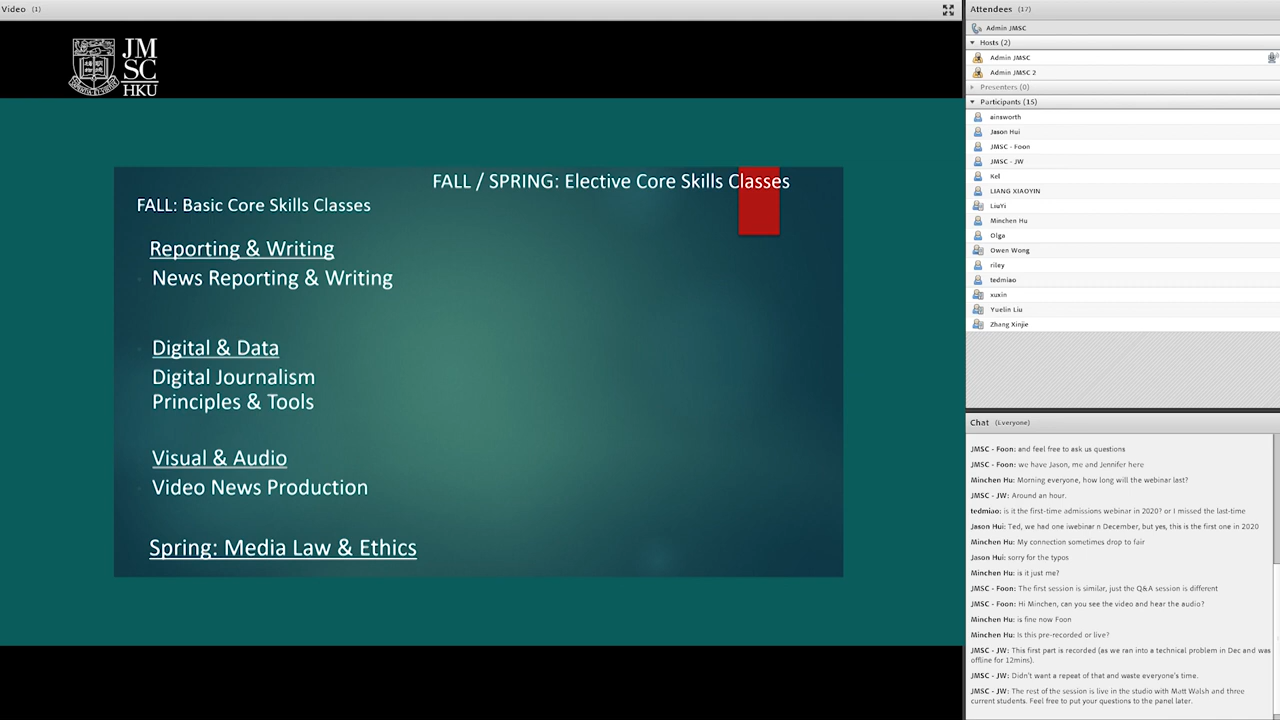 Video (1)
JM
SC
HKU
FALL / SPRING: Elective Core Skills Classes
FALL: Basic Core Skills Classes
Reporting & Writing
News Reporting & Writing
Digital & Data
Digital Journalism
Principles & Tools
Visual & Audio
Video News Production
Spring: Media Law & Ethics
Attendees (17)
Admin JMSC
Hosts (2)
Admin JMSC
Admin JMSC 2
Presenters (0)
Participants (15)
ainsworth
Jason Hui
JMSC - Foon
JMSC - JW
Kel
LIANG XIAOYIN
LiuYi
Minchen Hu
Olga
Owen Wong
riley
tedmiao
xuxin
Yuelin Liu
Zhang Xinjie
Chat (Everyone)
JMSC - Foon: and feel free to ask us questions
JMSC - Foon: we have Jason, me and Jennifer here
Minchen Hu: Morning everyone, how long will the webinar last?
JMSC - JW: Around an hour.
tedmiao: is it the first-time admissions webinar in 2020? or I missed the last-time
Jason Hui: Ted, we had one iwebinar n December, but yes, this is the first one in 2020
Minchen Hu: My connection sometimes drop to fair
Jason Hui: sorry for the typos
Minchen Hu: is it just me?
JMSC - Foon: The first session is similar, just the Q&A session is different
JMSC - Foon: Hi Minchen, can you see the video and hear the audio?
Minchen Hu: is fine now Foon
Minchen Hu: Is this pre-recorded or live?
JMSC - JW: This first part is recorded (as we ran into a technical problem in Dec and was
offline for 12mins).
JMSC - JW: Didn't want a repeat of that and waste everyone's time.
JMSC - JW: The rest of the session is live in the studio with Matt Walsh and three
current students. Feel free to put your questions to the panel later.